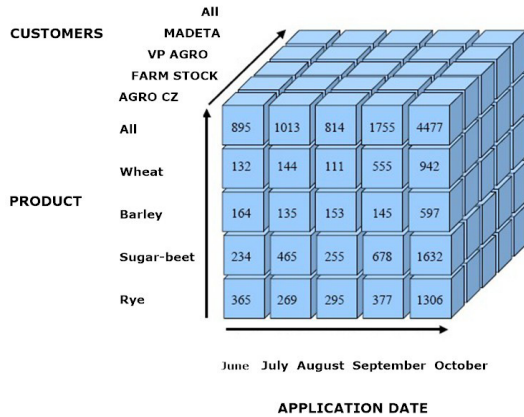 All
CUSTOMERS MADETA
VP AGRO
FARM STOCK
AGRO CZ
All 895 1013 814 1755 4477
Wheat 132 144 111 555 942
PRODUCT
Barley 164 135 153 145 597
Sugar-beet 234 465 255 678 1632
Rye 365 269 295 377 1306
June July August September October
APPLICATION DATE